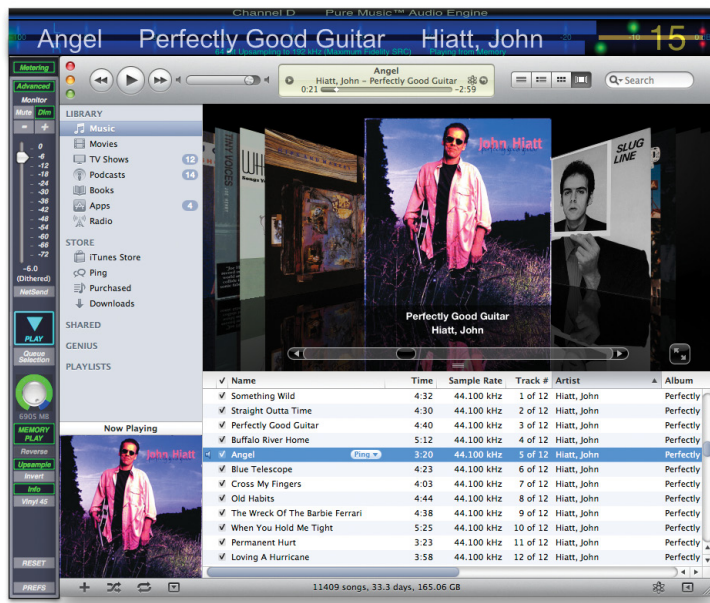 Channel D Pure Music™ Audio Engine
Angel Perfectly Good Guitar Hiatt, John
15
64 Bit Upsampling to 192 kHz (Maximum Fidelity SRC) Playing from Memory
Metering
Advanced
Monitor
Mute Dim
- +
0
-6
-12
-18
-24
-30
-36
-42
-48
-54
-60
-66
-72
-6.0
(Dithered)
NetSend
PLAY
Queue
Selection
6905 MB
MEMORY
PLAY
Reverse
Upsample
Invert
Info
Vinyl 45
RESET
PREFS
Angel
Hiatt, John – Perfectly Good Guitar
0:21 -2:59
Search
LIBRARY
Music
Movies
TV Shows 12
Podcasts 14
Books
Apps 4
Radio
STORE
iTunes Store
Ping
Purchased
Downloads
SHARED
GENIUS
PLAYLISTS
Now Playing
John Hiatt
TINY VOICES
John Hiatt
SLUG
LINE
Perfectly Good Guitar
Hiatt, John
Name Time Sample Rate Track # Artist Album
Something Wild 4:32 44.100 kHz 1 of 12 Hiatt, John Perfectly
Straight Outta Time 4:30 44.100 kHz 2 of 12 Hiatt, John Perfectly
Perfectly Good Guitar 4:40 44.100 kHz 3 of 12 Hiatt, John Perfectly
Buffalo River Home 5:12 44.100 kHz 4 of 12 Hiatt, John Perfectly
Angel Ping 3:20 44.100 kHz 5 of 12 Hiatt, John Perfectly
Blue Telescope 4:23 44.100 kHz 6 of 12 Hiatt, John Perfectly
Cross My Fingers 4:03 44.100 kHz 7 of 12 Hiatt, John Perfectly
Old Habits 4:44 44.100 kHz 8 of 12 Hiatt, John Perfectly
The Wreck Of The Barbie Ferrari 4:38 44.100 kHz 9 of 12 Hiatt, John Perfectly
When You Hold Me Tight 5:25 44.100 kHz 10 of 12 Hiatt, John Perfectly
Permanent Hurt 3:23 44.100 kHz 11 of 12 Hiatt, John Perfectly
Loving A Hurricane 3:58 44.100 kHz 12 of 12 Hiatt, John Perfectly
11409 songs, 33.3 days, 165.06 GB